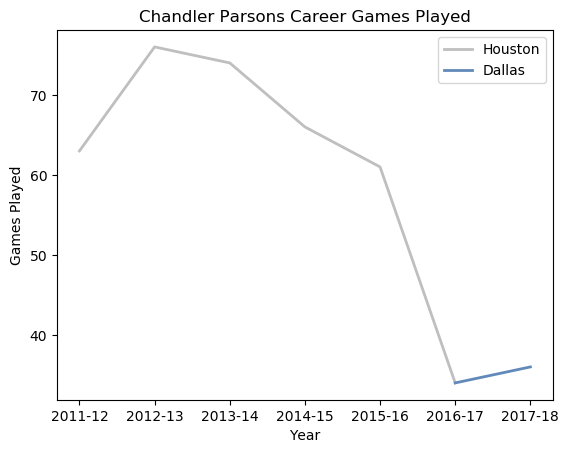 Chandler Parsons Career Games Played
Houston
Dallas
70
60
50
40
Games Played
2011-12 2012-13 2013-14 2014-15 2015-16 2016-17 2017-18
Year